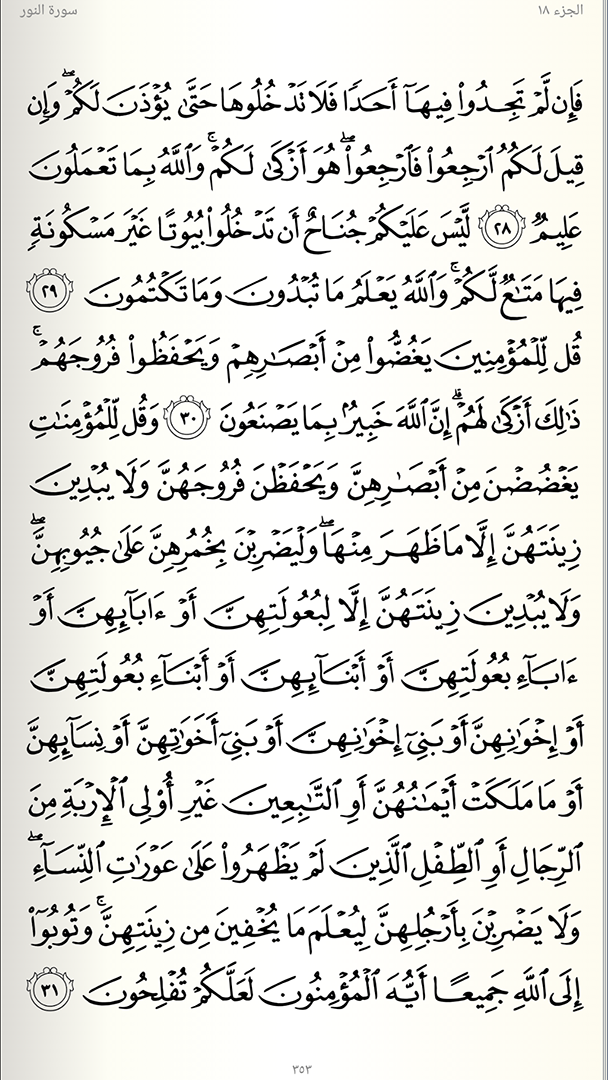 الجزء ١٨
سورة النور
فَإِن لَّمْ تَجِدُوا۟ فِيهَآ أَحَدًا فَلَا تَدْخُلُوهَا حَتَّىٰ يُؤْذَنَ لَكُمْ ۖ وَإِن
قِيلَ لَكُمُ ٱرْجِعُوا۟ فَٱرْجِعُوا۟ ۖ هُوَ أَزْكَىٰ لَكُمْ ۚ وَٱللَّهُ بِمَا تَعْمَلُونَ
عَلِيمٌ ٢٨ لَّيْسَ عَلَيْكُمْ جُنَاحٌ أَن تَدْخُلُوا۟ بُيُوتًا غَيْرَ مَسْكُونَةٍ
فِيهَا مَتَـٰعٌ لَّكُمْ ۚ وَٱللَّهُ يَعْلَمُ مَا تُبْدُونَ وَمَا تَكْتُمُونَ ٢٩
قُل لِّلْمُؤْمِنِينَ يَغُضُّوا۟ مِنْ أَبْصَـٰرِهِمْ وَيَحْفَظُوا۟ فُرُوجَهُمْ ۚ
ذَٰلِكَ أَزْكَىٰ لَهُمْ ۗ إِنَّ ٱللَّهَ خَبِيرٌۢ بِمَا يَصْنَعُونَ ٣٠ وَقُل لِّلْمُؤْمِنَـٰتِ
يَغْضُضْنَ مِنْ أَبْصَـٰرِهِنَّ وَيَحْفَظْنَ فُرُوجَهُنَّ وَلَا يُبْدِينَ
زِينَتَهُنَّ إِلَّا مَا ظَهَرَ مِنْهَا ۖ وَلْيَضْرِبْنَ بِخُمُرِهِنَّ عَلَىٰ جُيُوبِهِنَّ ۖ
وَلَا يُبْدِينَ زِينَتَهُنَّ إِلَّا لِبُعُولَتِهِنَّ أَوْ ءَابَآئِهِنَّ أَوْ
ءَابَآءِ بُعُولَتِهِنَّ أَوْ أَبْنَآئِهِنَّ أَوْ أَبْنَآءِ بُعُولَتِهِنَّ
أَوْ إِخْوَٰنِهِنَّ أَوْ بَنِىٓ إِخْوَٰنِهِنَّ أَوْ بَنِىٓ أَخَوَٰتِهِنَّ أَوْ نِسَآئِهِنَّ
أَوْ مَا مَلَكَتْ أَيْمَـٰنُهُنَّ أَوِ ٱلتَّـٰبِعِينَ غَيْرِ أُو۟لِى ٱلْإِرْبَةِ مِنَ
ٱلرِّجَالِ أَوِ ٱلطِّفْلِ ٱلَّذِينَ لَمْ يَظْهَرُوا۟ عَلَىٰ عَوْرَٰتِ ٱلنِّسَآءِ ۖ
وَلَا يَضْرِبْنَ بِأَرْجُلِهِنَّ لِيُعْلَمَ مَا يُخْفِينَ مِن زِينَتِهِنَّ ۚ وَتُوبُوٓا۟
إِلَى ٱللَّهِ جَمِيعًا أَيُّهَ ٱلْمُؤْمِنُونَ لَعَلَّكُمْ تُفْلِحُونَ ٣١
٣٥٣